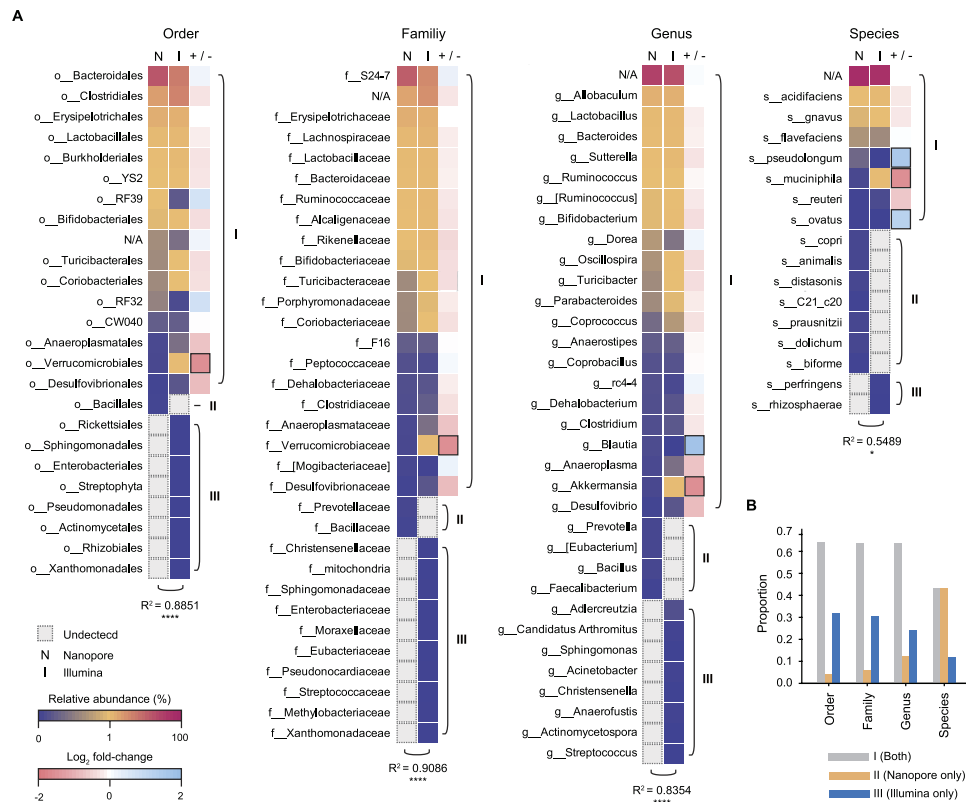 A
Order
N I + / -
o__Bacteroidales
o__Clostridiales
o__Erysipelotrichales
o__Lactobacillales
o__Burkholderiales
o__YS2
o__RF39
o__Bifidobacteriales
N/A
o__Turicibacterales
o__Coriobacteriales
o__RF32
o__CW040
o__Anaeroplasmatales
o__Verrucomicrobiales
o__Desulfovibrionales
o__Bacillales
o__Rickettsiales
o__Sphingomonadales
o__Enterobacteriales
o__Streptophyta
o__Pseudomonadales
o__Actinomycetales
o__Rhizobiales
o__Xanthomonadales
I
– II
III
R² = 0.8851
****
Undectecd
N Nanopore
I Illumina
Relative abundance (%)
0 1 100
Log₂ fold-change
-2 0 2
Familiy
N I + / -
f__S24-7
N/A
f__Erysipelotrichaceae
f__Lachnospiraceae
f__Lactobacillaceae
f__Bacteroidaceae
f__Ruminococcaceae
f__Alcaligenaceae
f__Rikenellaceae
f__Bifidobacteriaceae
f__Turicibacteraceae
f__Porphyromonadaceae
f__Coriobacteriaceae
f__F16
f__Peptococcaceae
f__Dehalobacteriaceae
f__Clostridiaceae
f__Anaeroplasmataceae
f__Verrucomicrobiaceae
f__[Mogibacteriaceae]
f__Desulfovibrionaceae
f__Prevotellaceae
f__Bacillaceae
f__Christensenellaceae
f__mitochondria
f__Sphingomonadaceae
f__Enterobacteriaceae
f__Moraxellaceae
f__Eubacteriaceae
f__Pseudonocardiaceae
f__Streptococcaceae
f__Methylobacteriaceae
f__Xanthomonadaceae
I
II
III
R² = 0.9086
****
Genus
N I + / -
N/A
g__Allobaculum
g__Lactobacillus
g__Bacteroides
g__Sutterella
g__Ruminococcus
g__[Ruminococcus]
g__Bifidobacterium
g__Dorea
g__Oscillospira
g__Turicibacter
g__Parabacteroides
g__Coprococcus
g__Anaerostipes
g__Coprobacillus
g__rc4-4
g__Dehalobacterium
g__Clostridium
g__Blautia
g__Anaeroplasma
g__Akkermansia
g__Desulfovibrio
g__Prevotella
g__[Eubacterium]
g__Bacillus
g__Faecalibacterium
g__Adlercreutzia
g__Candidatus Arthromitus
g__Sphingomonas
g__Acinetobacter
g__Christensenella
g__Anaerofustis
g__Actinomycetospora
g__Streptococcus
I
II
III
R² = 0.8354
****
Species
N I + / -
N/A
s__acidifaciens
s__gnavus
s__flavefaciens
s__pseudolongum
s__muciniphila
s__reuteri
s__ovatus
s__copri
s__animalis
s__distasonis
s__C21_c20
s__prausnitzii
s__dolichum
s__biforme
s__perfringens
s__rhizosphaerae
I
II
III
R² = 0.5489
*
B
Proportion
0.7
0.6
0.4
0.3
0.1
0.0
Order
Family
Genus
Species
I (Both)
II (Nanopore only)
III (Illumina only)